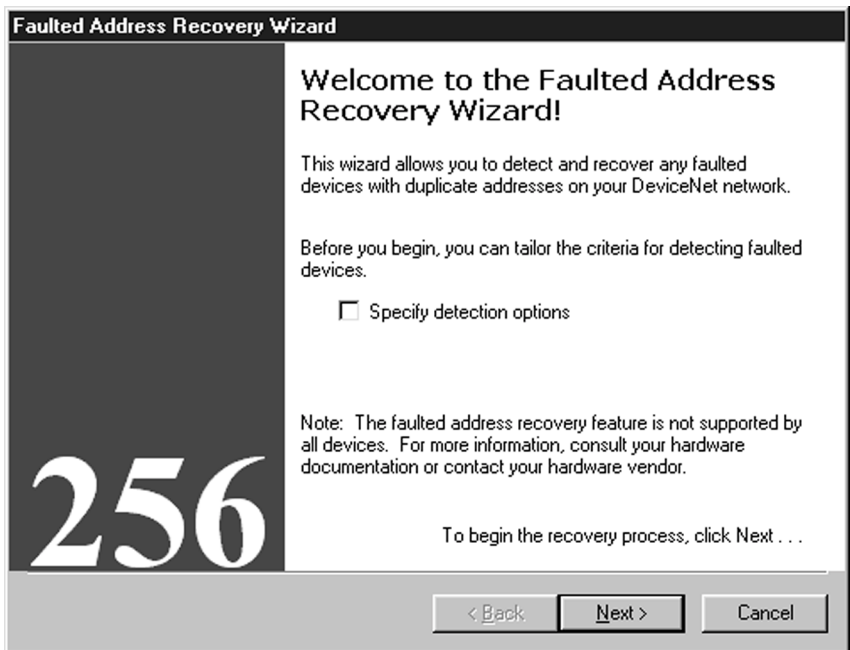 Faulted Address Recovery Wizard
Welcome to the Faulted Address
Recovery Wizard!
This wizard allows you to detect and recover any faulted
devices with duplicate addresses on your DeviceNet network.
Before you begin, you can tailor the criteria for detecting faulted
devices.
Specify detection options
Note:  The faulted address recovery feature is not supported by
all devices.  For more information, consult your hardware
documentation or contact your hardware vendor.
256
To begin the recovery process, click Next . . .
< Back
Next >
Cancel